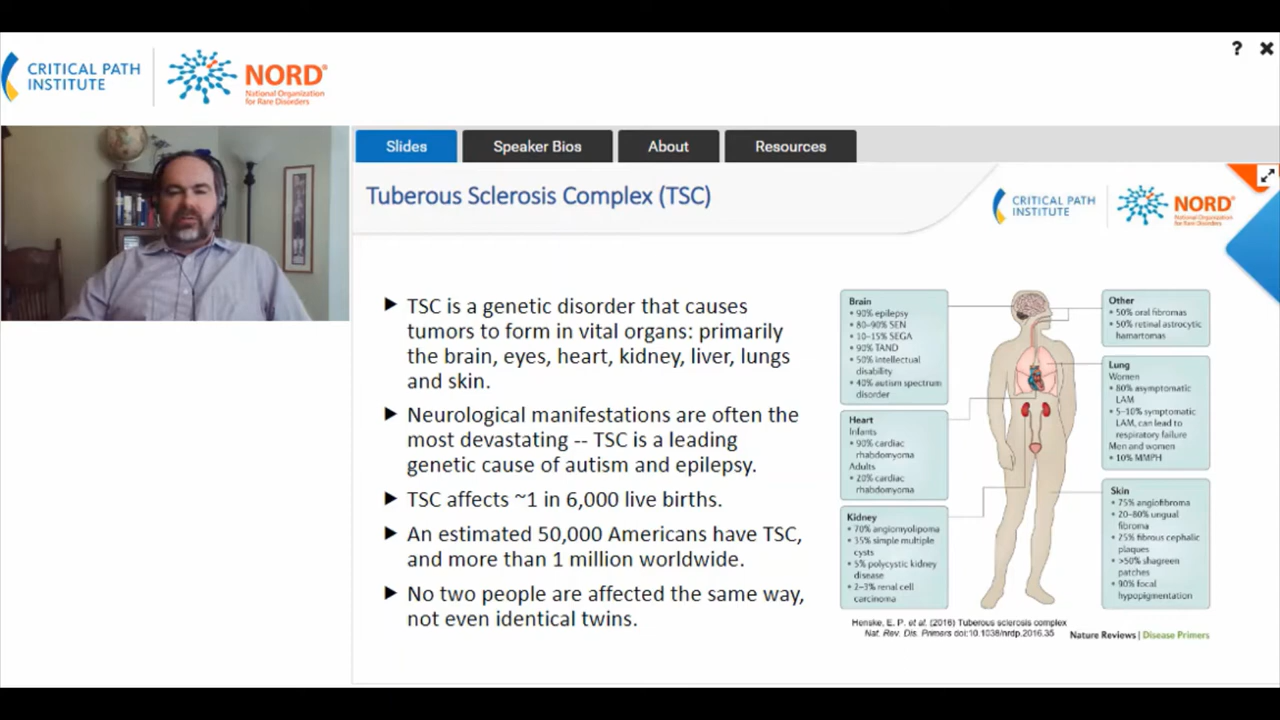 ? ×
CRITICAL PATH
INSTITUTE
NORD®
National Organization
for Rare Disorders
Slides
Speaker Bios
About
Resources
Tuberous Sclerosis Complex (TSC)
CRITICAL PATH
INSTITUTE
NORD®
National Organization
for Rare Disorders
► TSC is a genetic disorder that causes
tumors to form in vital organs: primarily
the brain, eyes, heart, kidney, liver, lungs
and skin.
► Neurological manifestations are often the
most devastating -- TSC is a leading
genetic cause of autism and epilepsy.
► TSC affects ~1 in 6,000 live births.
► An estimated 50,000 Americans have TSC,
and more than 1 million worldwide.
► No two people are affected the same way,
not even identical twins.
Brain
• 90% epilepsy
• 80–90% SEN
• 10–15% SEGA
• 90% TAND
• 50% intellectual
disability
• 40% autism spectrum
disorder
Heart
Infants
• 90% cardiac
rhabdomyoma
Adults
• 20% cardiac
rhabdomyoma
Kidney
• 70% angiomyolipoma
• 35% simple multiple
cysts
• 5% polycystic kidney
disease
• 2–3% renal cell
carcinoma
Other
• 50% oral fibromas
• 50% retinal astrocytic
hamartomas
Lung
Women
• 80% asymptomatic
LAM
• 5–10% symptomatic
LAM, can lead to
respiratory failure
Men and women
• 10% MMPH
Skin
• 75% angiofibroma
• 20–80% ungual
fibroma
• 25% fibrous cephalic
plaques
• >50% shagreen
patches
• 90% focal
hypopigmentation
Henske, E. P. et al. (2016) Tuberous sclerosis complex
Nat. Rev. Dis. Primers doi:10.1038/nrdp.2016.35
Nature Reviews | Disease Primers